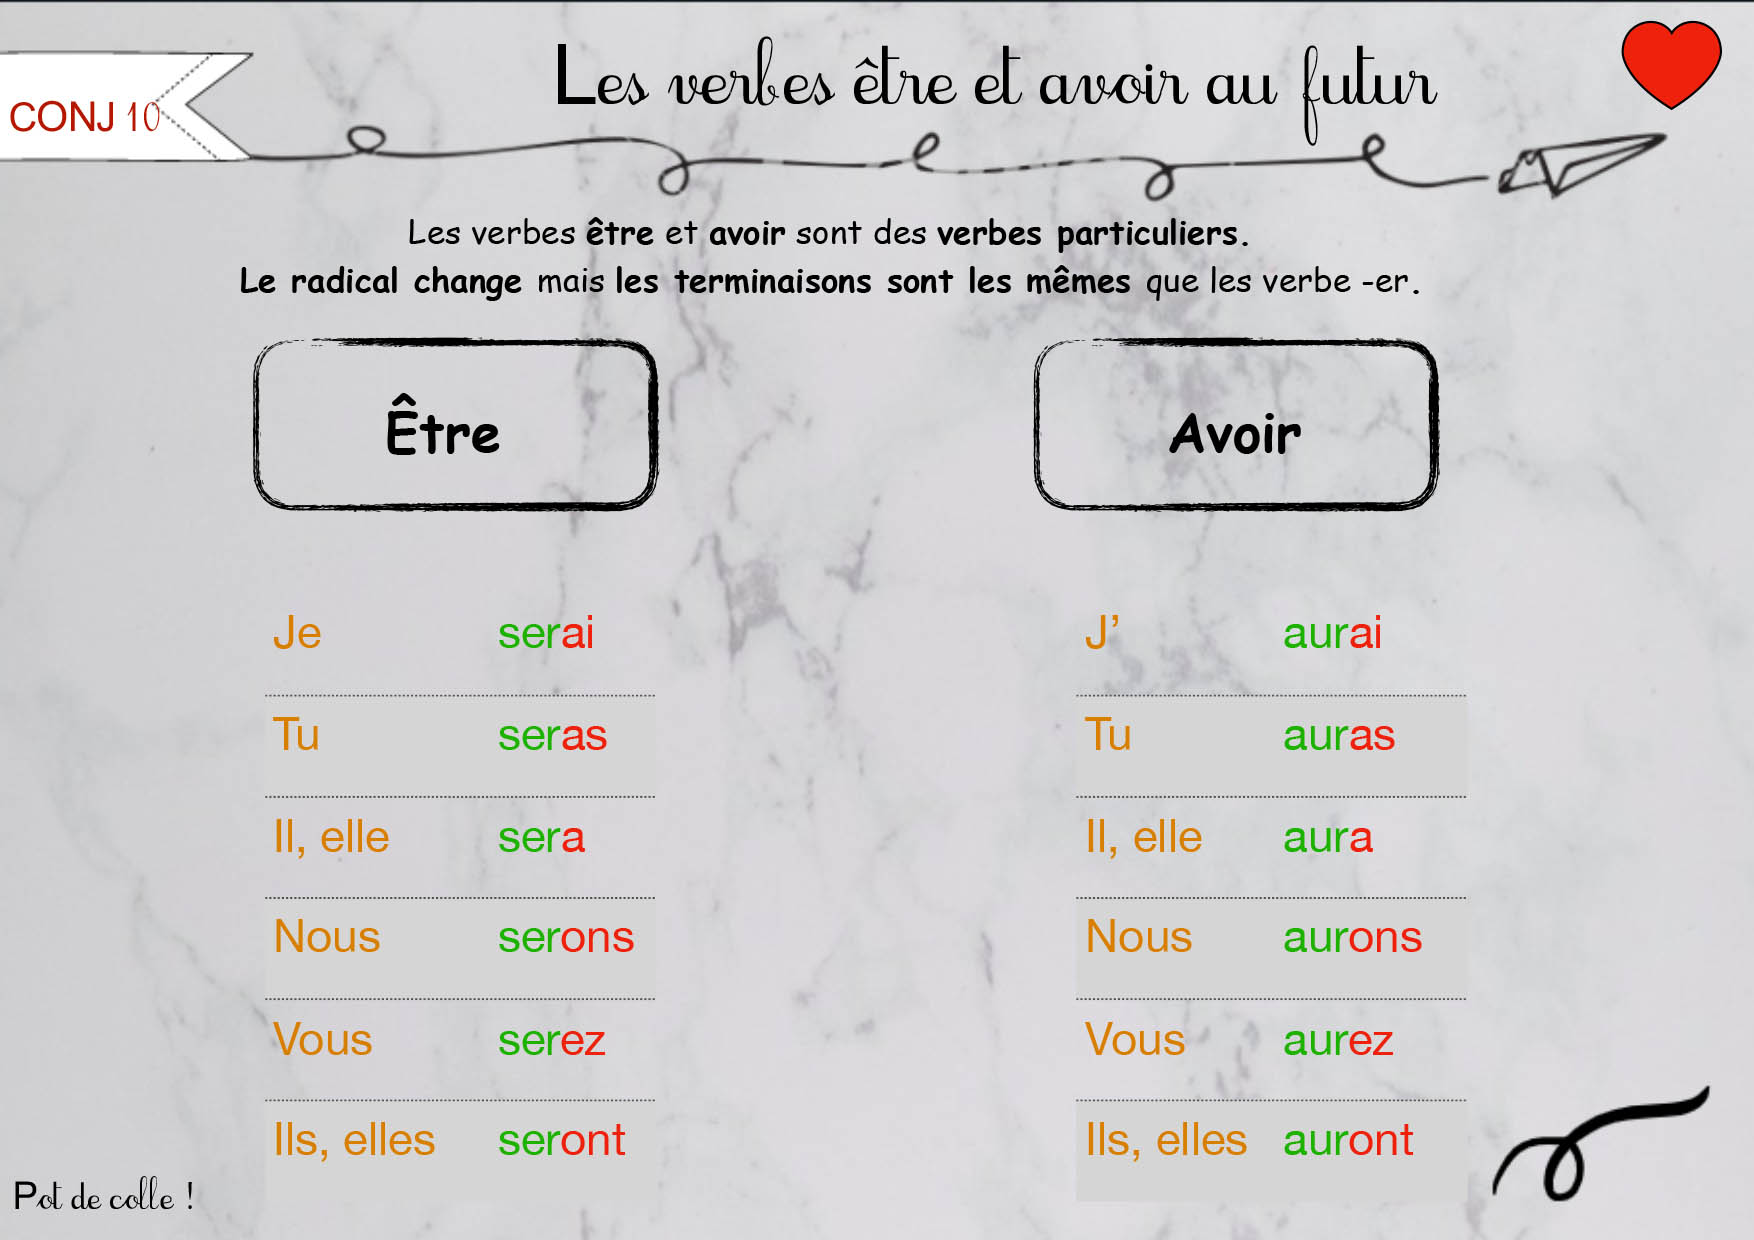 CONJ 10
Les verbes être et avoir au futur
Les verbes être et avoir sont des verbes particuliers.
Le radical change mais les terminaisons sont les mêmes que les verbe -er.
Être
Je serai
Tu seras
Il, elle sera
Nous serons
Vous serez
Ils, elles seront
Avoir
J’ aurai
Tu auras
Il, elle aura
Nous aurons
Vous aurez
Ils, elles auront
Pot de colle !